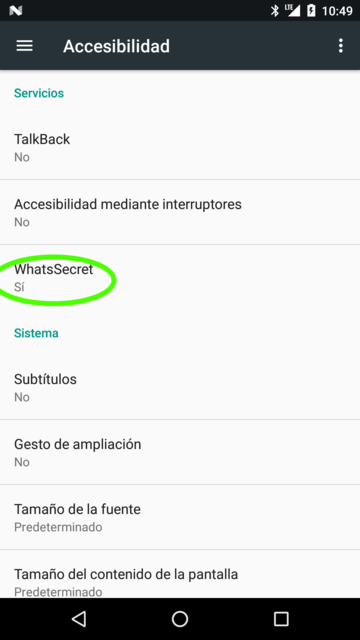 LTE 10:49
Accesibilidad
Servicios
TalkBack
No
Accesibilidad mediante interruptores
No
WhatsSecret
Sí
Sistema
Subtítulos
No
Gesto de ampliación
No
Tamaño de la fuente
Predeterminado
Tamaño del contenido de la pantalla
Predeterminado